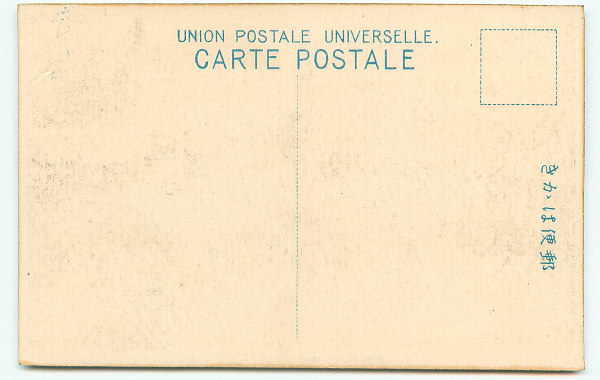 UNION POSTALE UNIVERSELLE.
CARTE POSTALE
きかは便郵